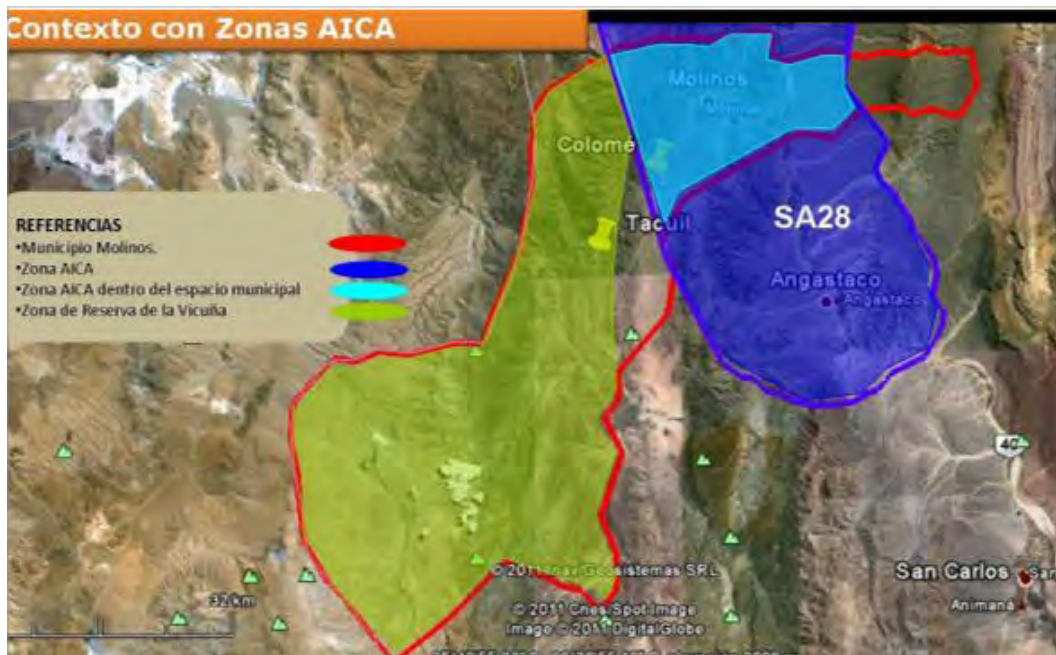 Contexto con Zonas AICA
Molinos
Colomé
REFERENCIAS
•Municipio Molinos.
•Zona AICA
•Zona AICA dentro del espacio municipal
•Zona de Reserva de la Vicuña
Tacuil
SA28
Angastaco
Angastaco
40
San Carlos
San
Animaná
32 km
© 2011 Inav Geosistemas SRL
© 2011 Cnes Spot Image
Image © 2011 DigitalGlobe